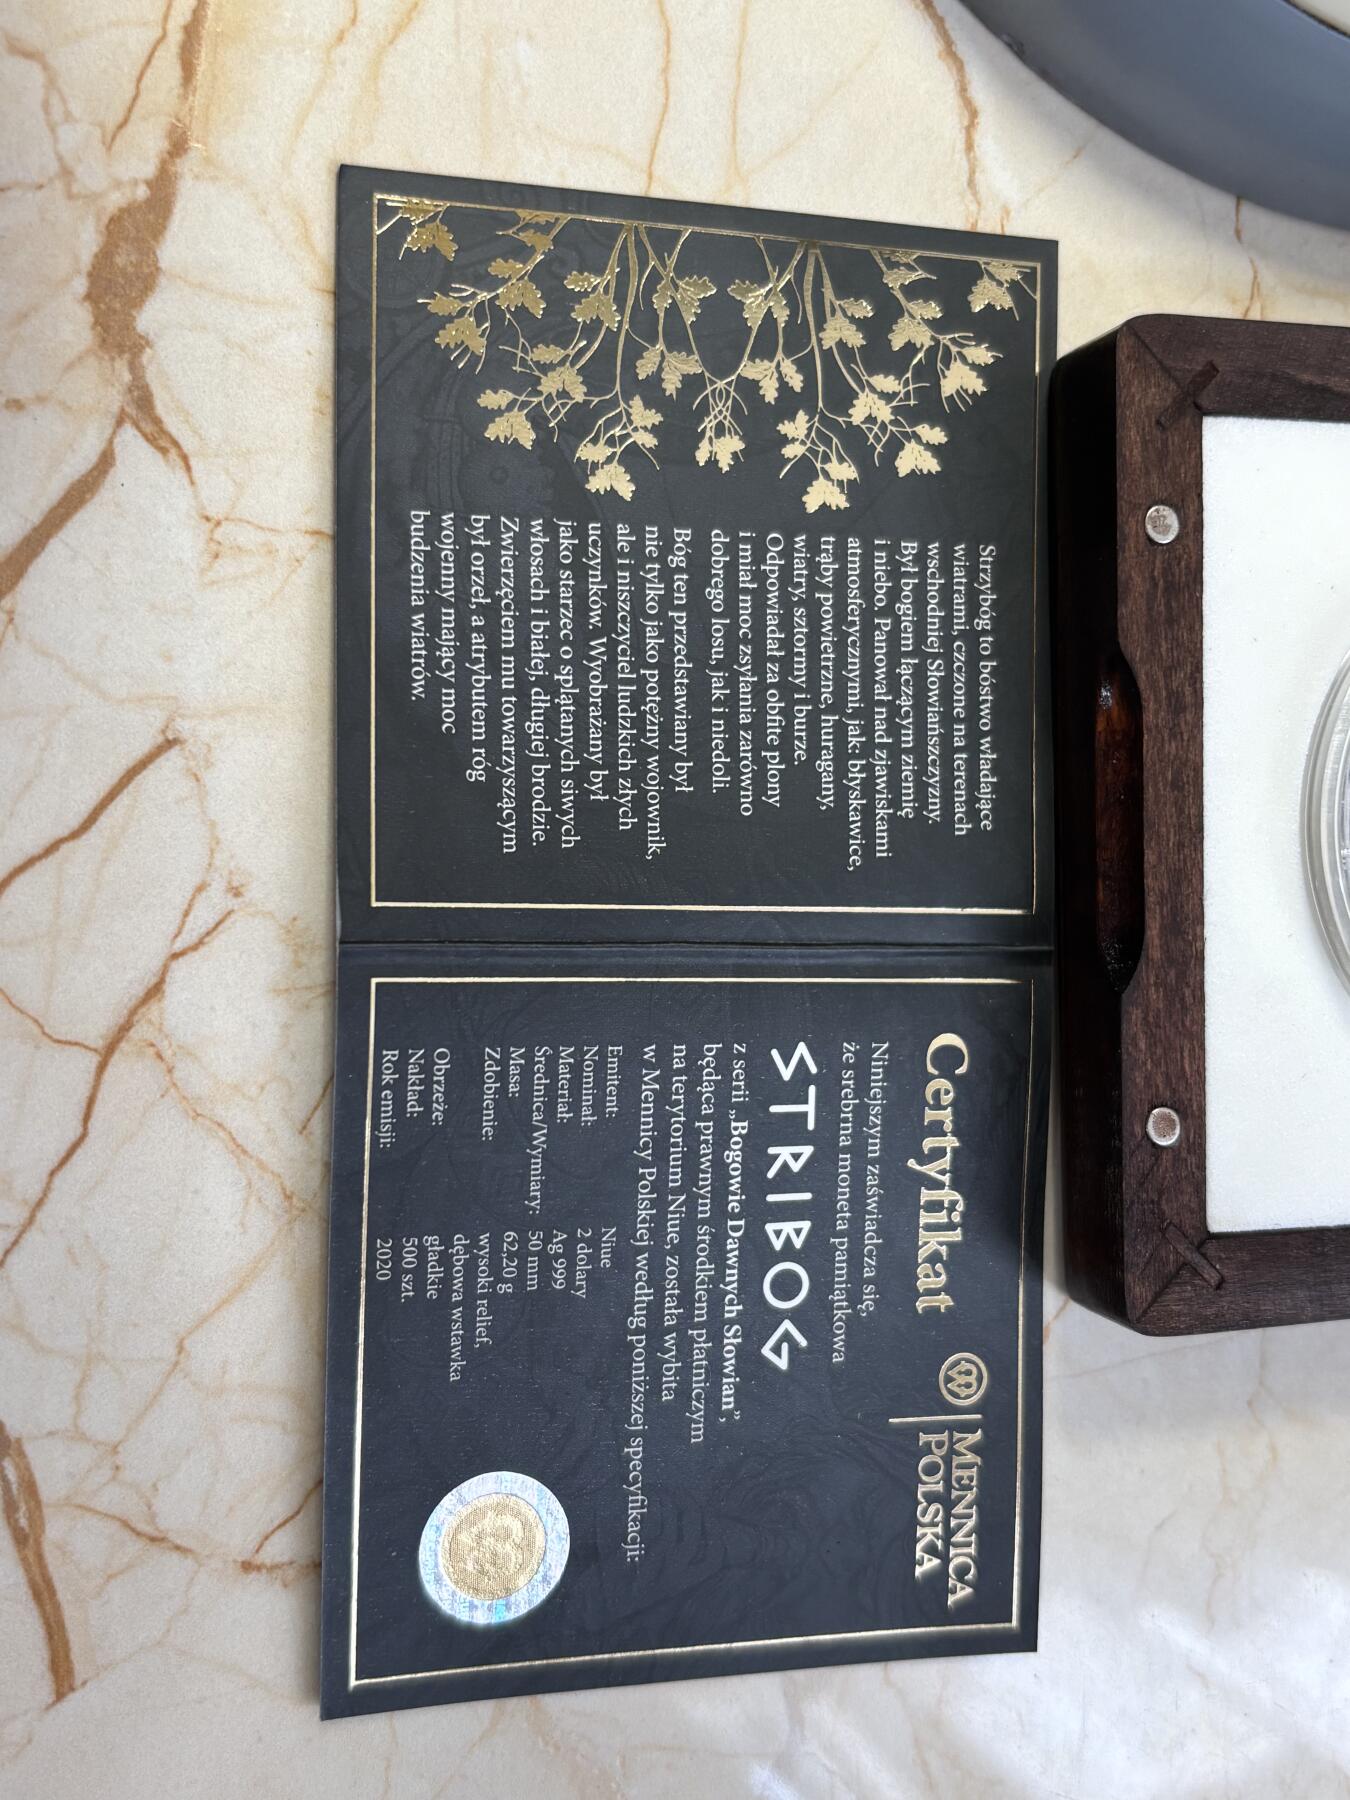 Strzybóg to bóstwo władające
wiatrami, czczone na terenach
wschodniej Słowiańszczyzny.
Był bogiem łączącym ziemię
i niebo. Panował nad zjawiskami
atmosferycznymi, jak: błyskawice,
trąby powietrzne, huragany,
wiatry, sztormy i burze.
Odpowiadał za obfite plony
i miał moc zsyłania zarówno
dobrego losu, jak i niedoli.
Bóg ten przedstawiany był
nie tylko jako potężny wojownik,
ale i niszczyciel ludzkich złych
uczynków. Wyobrażany był
jako starzec o splątanych siwych
włosach i białej, długiej brodzie.
Zwierzęciem mu towarzyszącym
był orzeł, a atrybutem róg
wojenny mający moc
budzenia wiatrów.
Certyfikat
MENNICA
POLSKA
Niniejszym zaświadcza się,
że srebrna moneta pamiątkowa
STRIBOG
z serii „Bogowie Dawnych Słowian”,
będąca prawnym środkiem płatniczym
na terytorium Niue, została wybita
w Mennicy Polskiej według poniższej specyfikacji:
Emitent: Niue
Nominał: 2 dolary
Materiał: Ag 999
Średnica/Wymiary: 50 mm
Masa: 62,20 g
Zdobienie: wysoki relief,
dębowa wstawka
Obrzeże: gładkie
Nakład: 500 szt.
Rok emisji: 2020